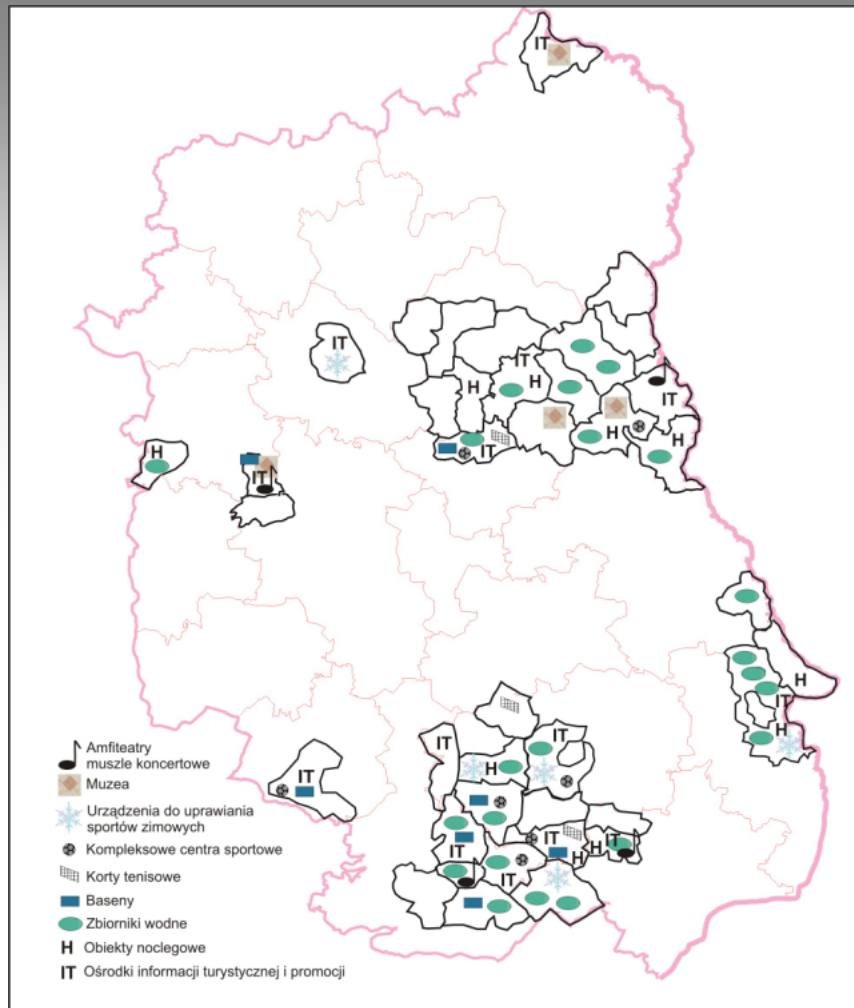 IT
IT
IT
H
H
IT
H
H
H
IT
IT
H
IT
H
IT
IT
H
IT
IT
H
IT
H
IT
IT
Amfiteatry
muszle koncertowe
Muzea
Urządzenia do uprawiania
sportów zimowych
Kompleksowe centra sportowe
Korty tenisowe
Baseny
Zbiorniki wodne
H Obiekty noclegowe
IT Ośrodki informacji turystycznej i promocji